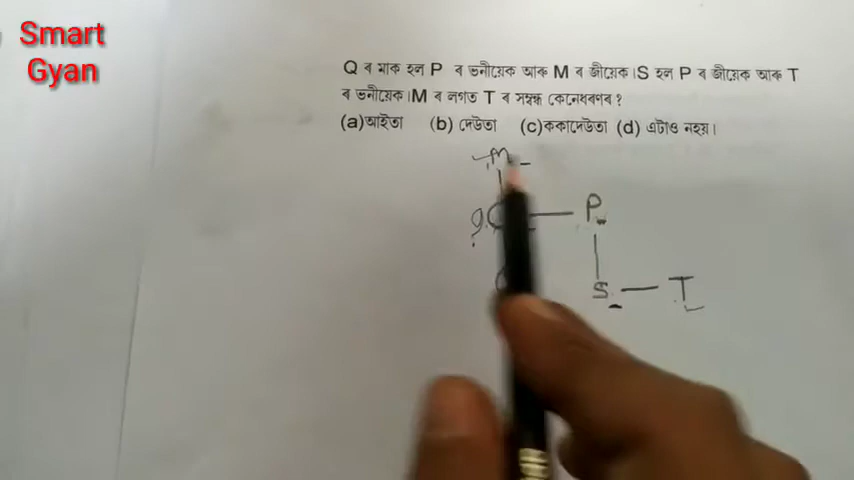 Smart
Gyan
Q ৰ মাক হল P ৰ ভনীয়েক আৰু M ৰ জীয়েক।S হল P ৰ জীয়েক আৰু T
ৰ ভনীয়েক।M ৰ লগত T ৰ সম্বন্ধ কেনেধৰণৰ ?
(a)আইতা (b) দেউতা (c)ককাদেউতা (d) এটাও নহয়।
M
? — P
S — T